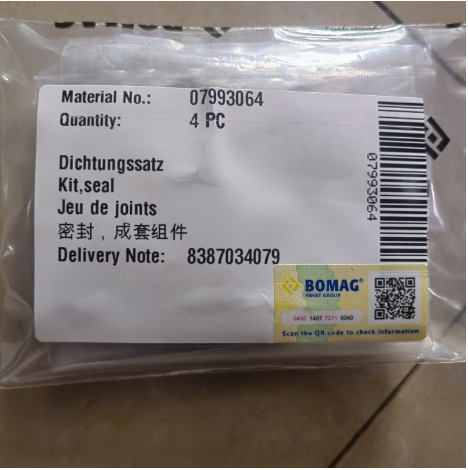 Material No.: 07993064
Quantity: 4 PC
Dichtungssatz
Kit,seal
Jeu de joints
密封，成套组件
Delivery Note: 8387034079
07993064
BOMAG®
FAYAT GROUP
6400 1407 7211 8040
Scan the QR code to check information